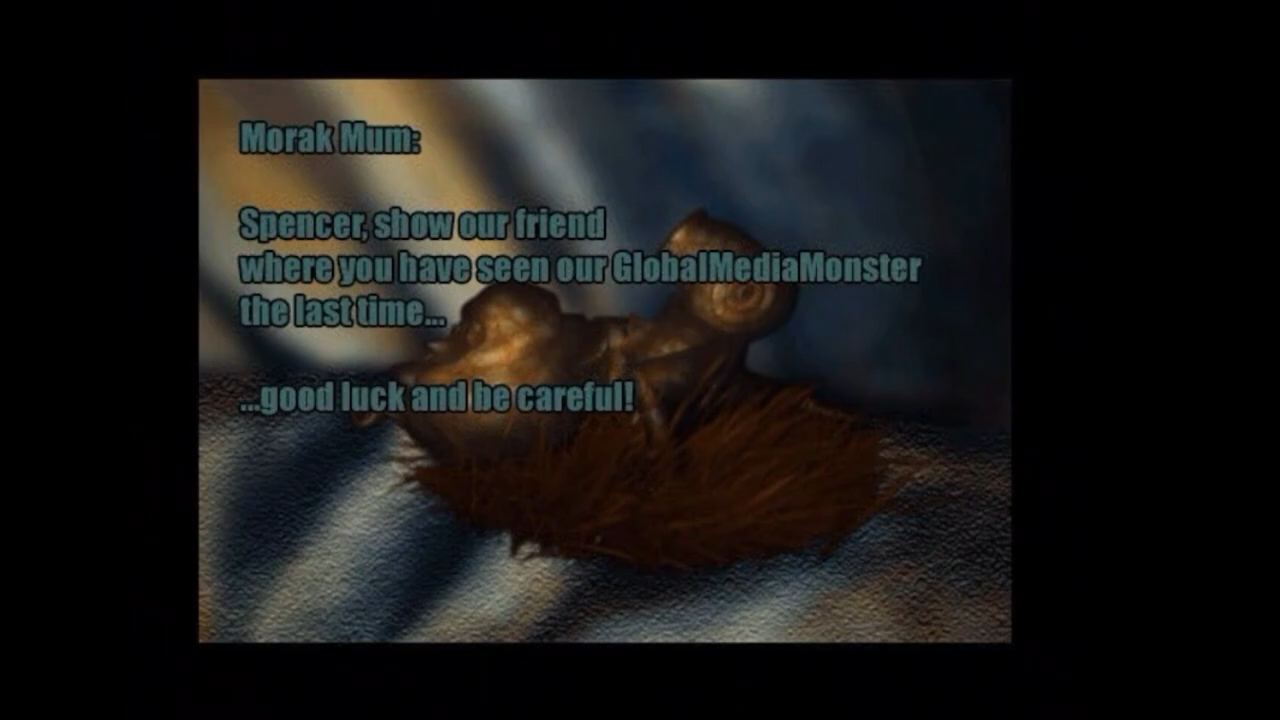 Morak Mum:
Spencer, show our friend
where you have seen our GlobalMediaMonster
the last time...
...good luck and be careful!